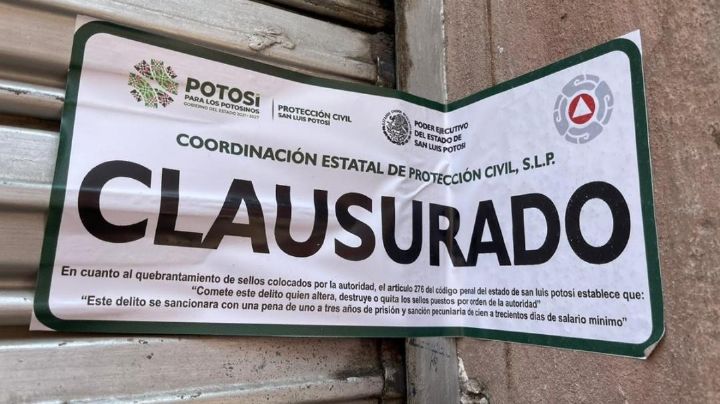 POTOSÍ
PARA LOS POTOSINOS
GOBIERNO DEL ESTADO 2021-2027
PROTECCIÓN CIVIL
SAN LUIS POTOSÍ
PODER EJECUTIVO
DEL ESTADO DE
SAN LUIS POTOSÍ
COORDINACIÓN ESTATAL DE PROTECCIÓN CIVIL, S.L.P.
CLAUSURADO
En cuanto al quebrantamiento de sellos colocados por la autoridad, el articulo 276 del código penal del estado de san luis potosi establece que:
"Comete este delito quien altera, destruye o quita los sellos puestos por orden de la autoridad"
"Este delito se sancionara con una pena de uno a tres años de prisión y sanción pecuniaria de cien a trecientos dias de salario minimo"